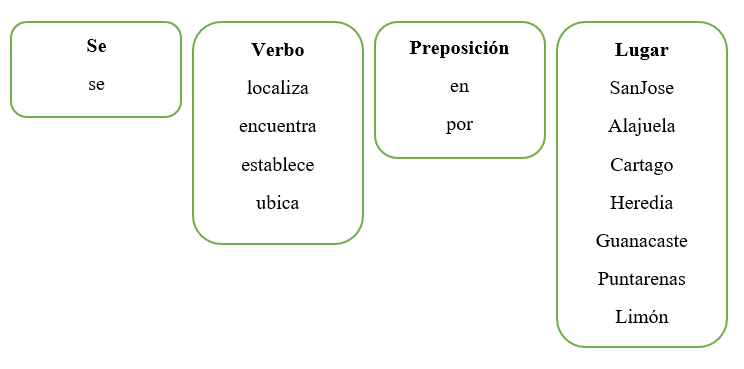 Se
se
Verbo
localiza
encuentra
establece
ubica
Preposición
en
por
Lugar
SanJose
Alajuela
Cartago
Heredia
Guanacaste
Puntarenas
Limón